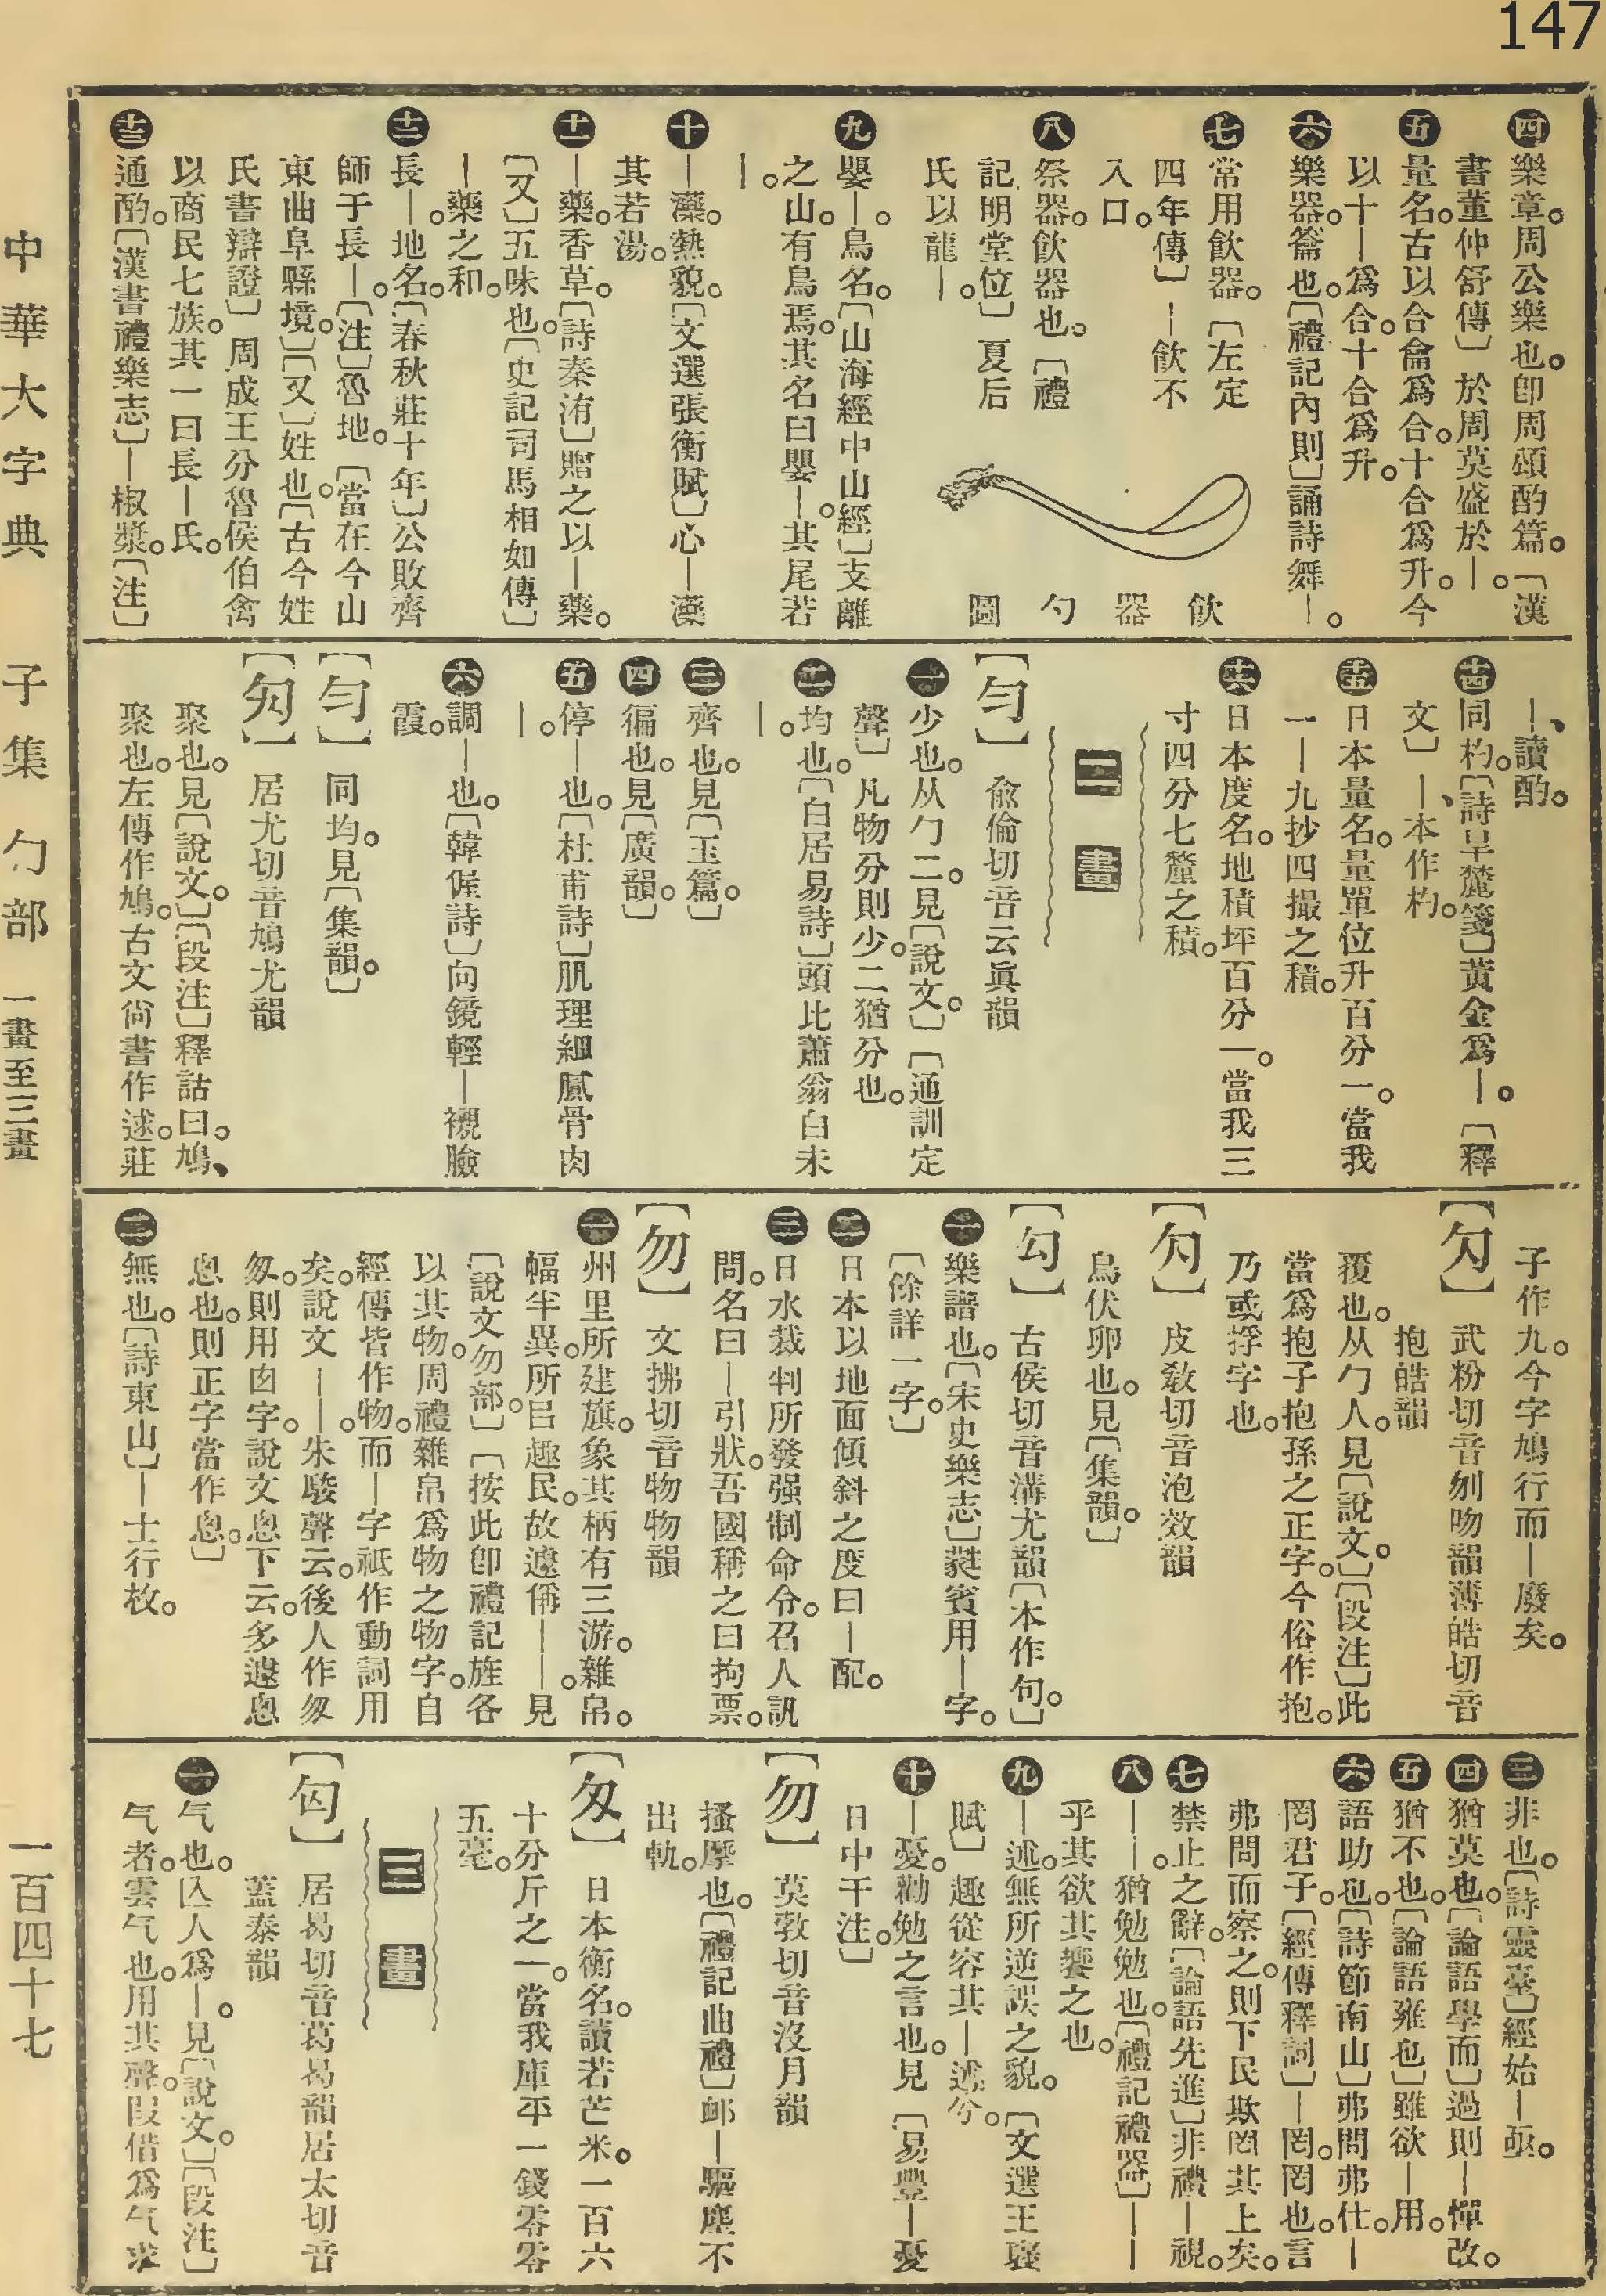 147
四 樂章。周公樂也。卽周頌酌篇。〔漢
書董仲舒傳〕於周莫盛於—。
五 量名。古以合龠爲合。十合爲升。今
以十—爲合。十合爲升。
六 樂器。籥也。〔禮記內則〕誦詩舞—。
七 常用飲器。〔左定
四年傳〕—飲不
入口。
八 祭器。飲器也。〔禮
記明堂位〕夏后
氏以龍—。
飲器勺圖
九 嬰—。鳥名。〔山海經中山經〕支離
之山。有鳥焉。其名曰嬰—。其尾若
—。
十 —藻。熱貌。〔文選張衡賦〕心—藻
其若湯。
十一 —藥。香草。〔詩秦洧〕贈之以—藥。
〔又〕五味也。〔史記司馬相如傳〕
—藥之和。
十二 長—。地名。〔春秋莊十年〕公敗齊
師于長—。〔注〕魯地。〔當在今山
東曲阜縣境。〕〔又〕姓也。〔古今姓
氏書辯證〕周成王分魯侯伯禽
以商民七族。其一曰長—氏。
十三 通酌。〔漢書禮樂志〕—椒漿。〔注〕
—、讀酌。
十四 同杓。〔詩旱麓箋〕黃金爲—。〔釋
文〕—、本作杓。
十五 日本量名。量單位升百分一。當我
一—九抄四撮之積。
十六 日本度名。地積坪百分一。當我三
寸四分七釐之積。
二畫
【勻】 兪倫切音云眞韻
一 少也。从勹二。見〔說文。〕〔通訓定
聲〕凡物分則少。二猶分也。
二 均也。〔白居易詩〕頭比蕭翁白未
—。
三 齊也。見〔玉篇。〕
四 徧也。見〔廣韻。〕
五 停—也。〔杜甫詩〕肌理細膩骨肉
—。
六 調—也。〔韓偓詩〕向鏡輕—襯臉
霞。
【匀】 同均。見〔集韻。〕
【勼】 居尤切音鳩尤韻
聚也。見〔說文。〕〔段注〕釋詁曰。鳩、
聚也。左傳作鳩。古文尙書作逑。莊
子作九。今字鳩行而—廢矣。
武粉切音刎吻韻薄皓切音
抱皓韻
覆也。从勹人。見〔說文。〕〔段注〕此
當爲抱子抱孫之正字。今俗作抱。
乃或捊字也。
皮敎切音泡效韻
鳥伏卵也。見〔集韻。〕
【勾】 古侯切音溝尤韻〔本作句。〕
一 樂譜也。〔宋史樂志〕蕤賓用—字。
〔餘詳一字。〕
二 日本以地面傾斜之度曰—配。
三 日水裁判所發强制命令。召人訊
問。名曰—引狀。吾國稱之曰拘票。
【勿】 文拂切音物物韻
一 州里所建旗。象其柄有三游。雜帛。
幅半異。所㠯趣民。故遽偁——。見
〔說文勿部。〕〔按此卽禮記旌各
以其物。周禮雜帛爲物之物字。自
經傳皆作物。而—字祇作動詞用
矣。說文——。朱駿聲云。後人作匆
匆。則用囪字。說文悤下云。多遽悤
悤也。則正字當作悤。〕
二 無也。〔詩東山〕—士行枚。
三 非也。〔詩靈臺〕經始—亟。
四 猶莫也。〔論語學而〕過則—憚改。
五 猶不也。〔論語雍也〕雖欲—用。
六 語助也。〔詩節南山〕弗問弗仕。—
罔君子。〔經傳釋詞〕—罔。罔也。言
弗問而察之。則下民欺罔其上矣。
七 禁止之辭。〔論語先進〕非禮—視。
八 ——。猶勉勉也。〔禮記禮器〕——
乎其欲其饗之也。
九 —述。無所逆誤之貌。〔文選王褒
賦〕趣從容其—述兮。
十 —憂。勸勉之言也。見〔易豐—憂
日中干注。〕
【勿】 莫敦切音沒月韻
搔摩也。〔禮記曲禮〕䘏—驅塵不
出軌。
【匁】 日本衡名。讀若芒米。一百六
十分斤之一。當我庫平一錢零零
五毫。
三畫
【匃】 居曷切音葛曷韻居太切音
蓋泰韻
一 气也。亾人爲—。見〔說文。〕〔段注〕
气者。雲气也。用其聲。叚借爲气求
中華大字典　子集　勹部　一畫至三畫　一百四十七